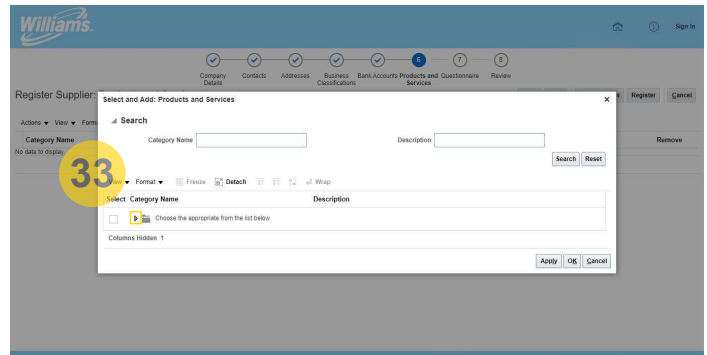 Williams.
Sign In
6 7 8
Company Details
Contacts
Addresses
Business Classifications
Bank Accounts
Products and Services
Questionnaire
Review
Register Supplier:
Register
Cancel
Select and Add: Products and Services
Actions View Form
Search
Category Name
Remove
No data to display.
Category Name
Description
Search Reset
33
View Format Freeze Detach Wrap
Select Category Name Description
Choose the appropriate from the list below
Columns Hidden 1
Apply OK Cancel